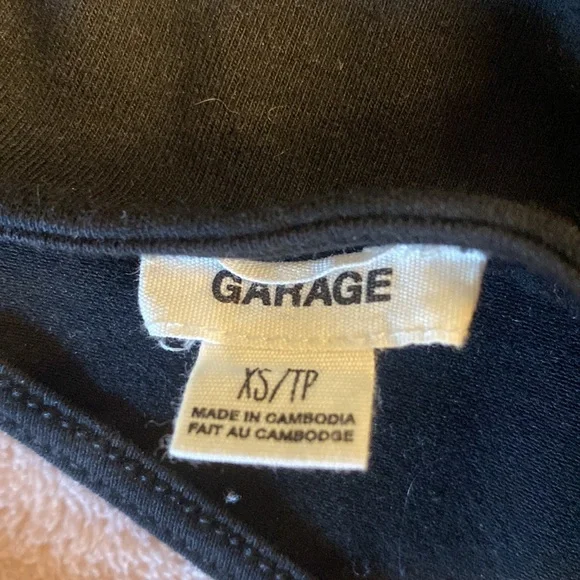 GARAGE
XS/TP
MADE IN CAMBODIA
FAIT AU CAMBODGE